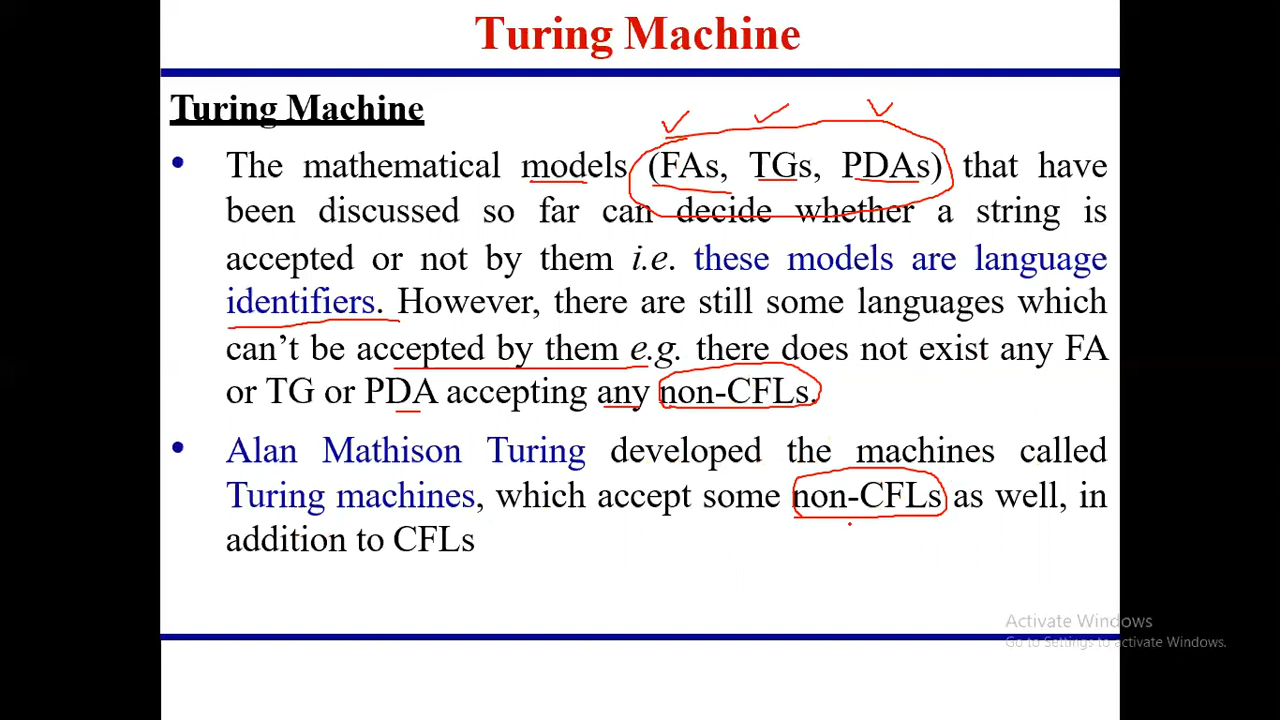 Turing Machine
Turing Machine
• The mathematical models (FAs, TGs, PDAs) that have
been discussed so far can decide whether a string is
accepted or not by them i.e. these models are language
identifiers. However, there are still some languages which
can’t be accepted by them e.g. there does not exist any FA
or TG or PDA accepting any non-CFLs.
• Alan Mathison Turing developed the machines called
Turing machines, which accept some non-CFLs as well, in
addition to CFLs
Activate Windows
Go to Settings to activate Windows.